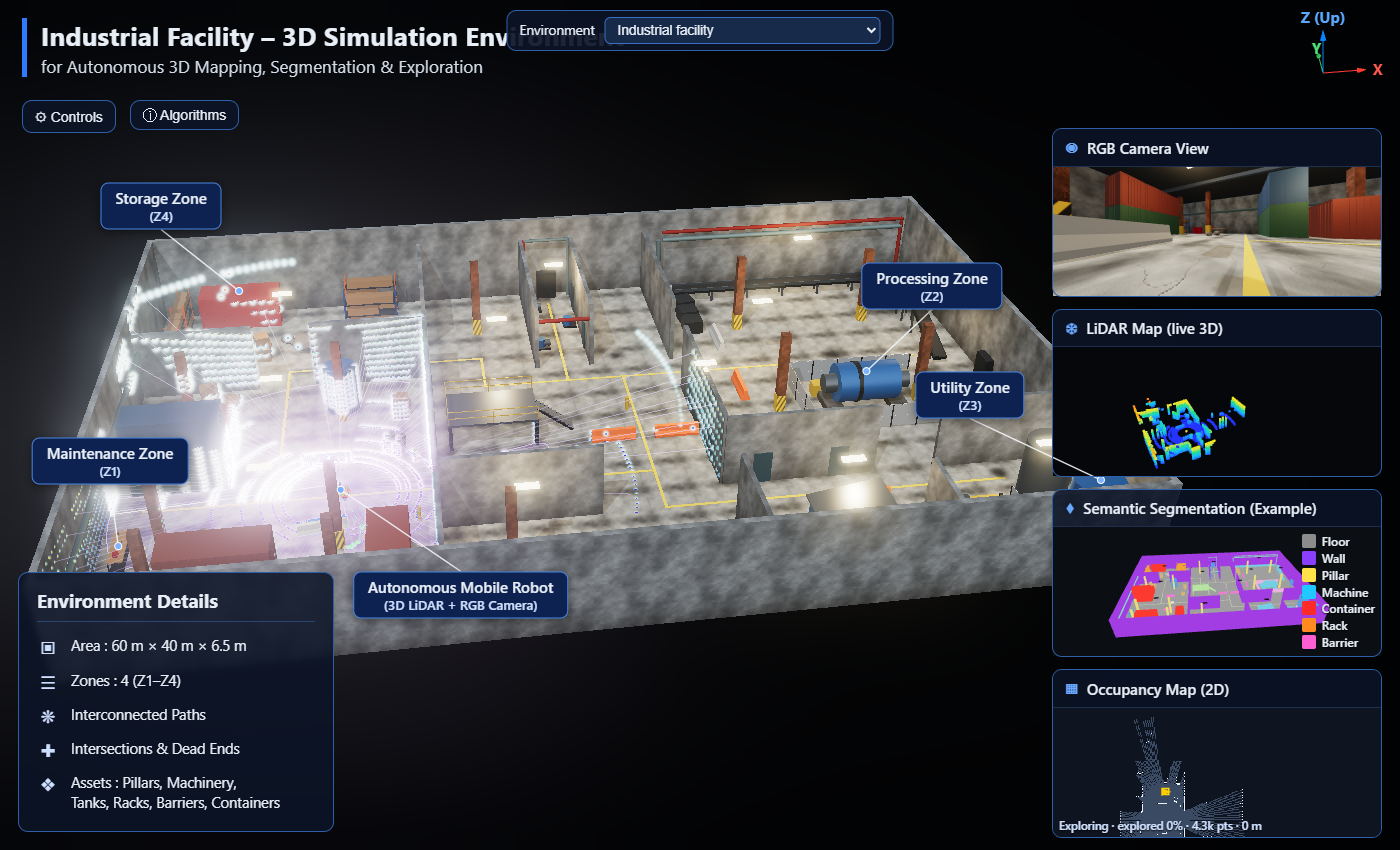 Industrial Facility – 3D Simulation Environment
Environment
Industrial facility
for Autonomous 3D Mapping, Segmentation & Exploration
Controls
Algorithms
Z (Up)
Y
X
RGB Camera View
Storage Zone
(Z4)
Processing Zone
(Z2)
LiDAR Map (live 3D)
Utility Zone
(Z3)
Maintenance Zone
(Z1)
Semantic Segmentation (Example)
Floor
Wall
Pillar
Machine
Container
Rack
Barrier
Autonomous Mobile Robot
(3D LiDAR + RGB Camera)
Environment Details
Area : 60 m × 40 m × 6.5 m
Zones : 4 (Z1–Z4)
Interconnected Paths
Intersections & Dead Ends
Assets : Pillars, Machinery,
Tanks, Racks, Barriers, Containers
Occupancy Map (2D)
Exploring · explored 0% · 4.3k pts · 0 m